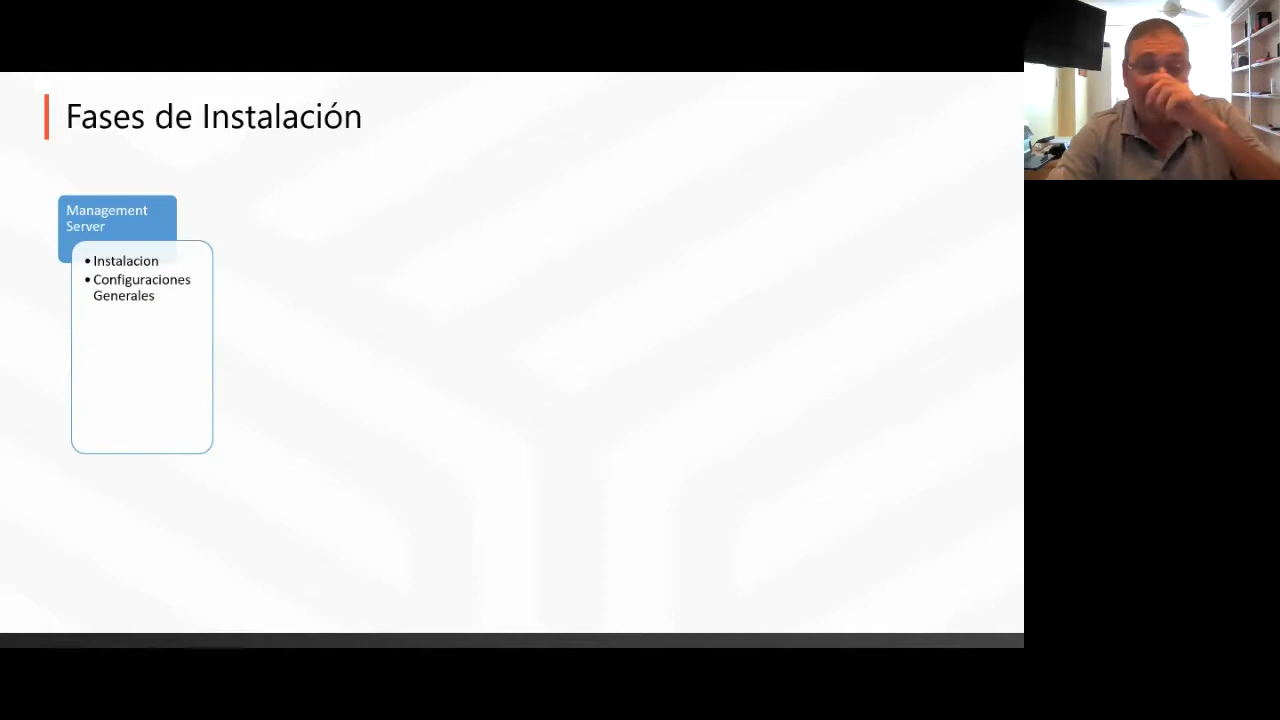 Fases de Instalación
Management
Server
• Instalacion
• Configuraciones
Generales